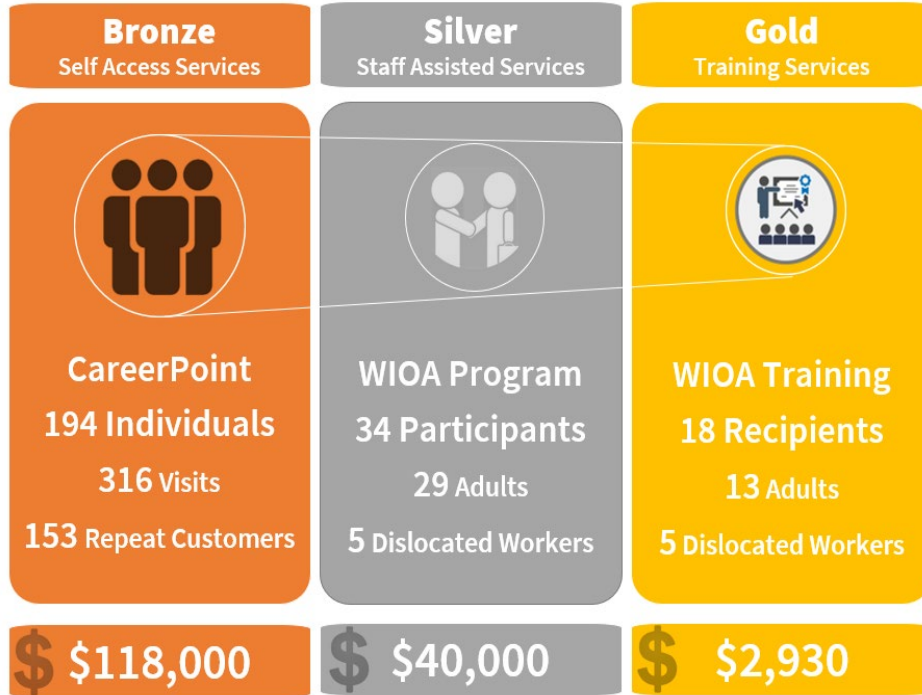 Bronze
Self Access Services
CareerPoint
194 Individuals
316 Visits
153 Repeat Customers
$ $118,000
Silver
Staff Assisted Services
WIOA Program
34 Participants
29 Adults
5 Dislocated Workers
$ $40,000
Gold
Training Services
WIOA Training
18 Recipients
13 Adults
5 Dislocated Workers
$ $2,930